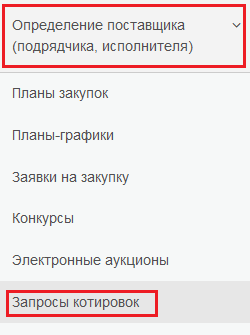 Определение поставщика
(подрядчика, исполнителя)
Планы закупок
Планы-графики
Заявки на закупку
Конкурсы
Электронные аукционы
Запросы котировок